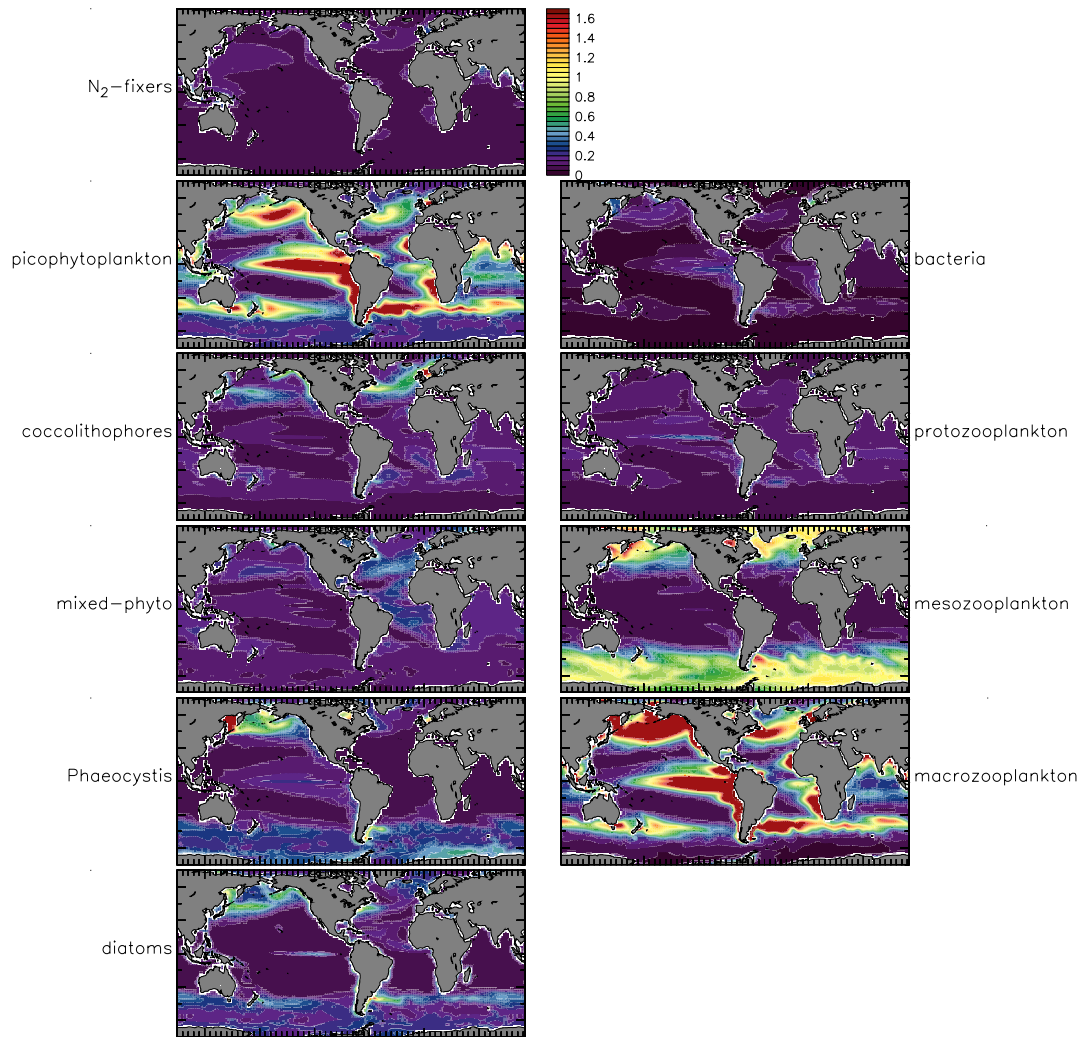 N2-fixers
1.6
1.4
1.2
1
0.8
0.6
0.4
0.2
0
picophytoplankton
bacteria
coccolithophores
protozooplankton
mixed-phyto
mesozooplankton
Phaeocystis
macrozooplankton
diatoms